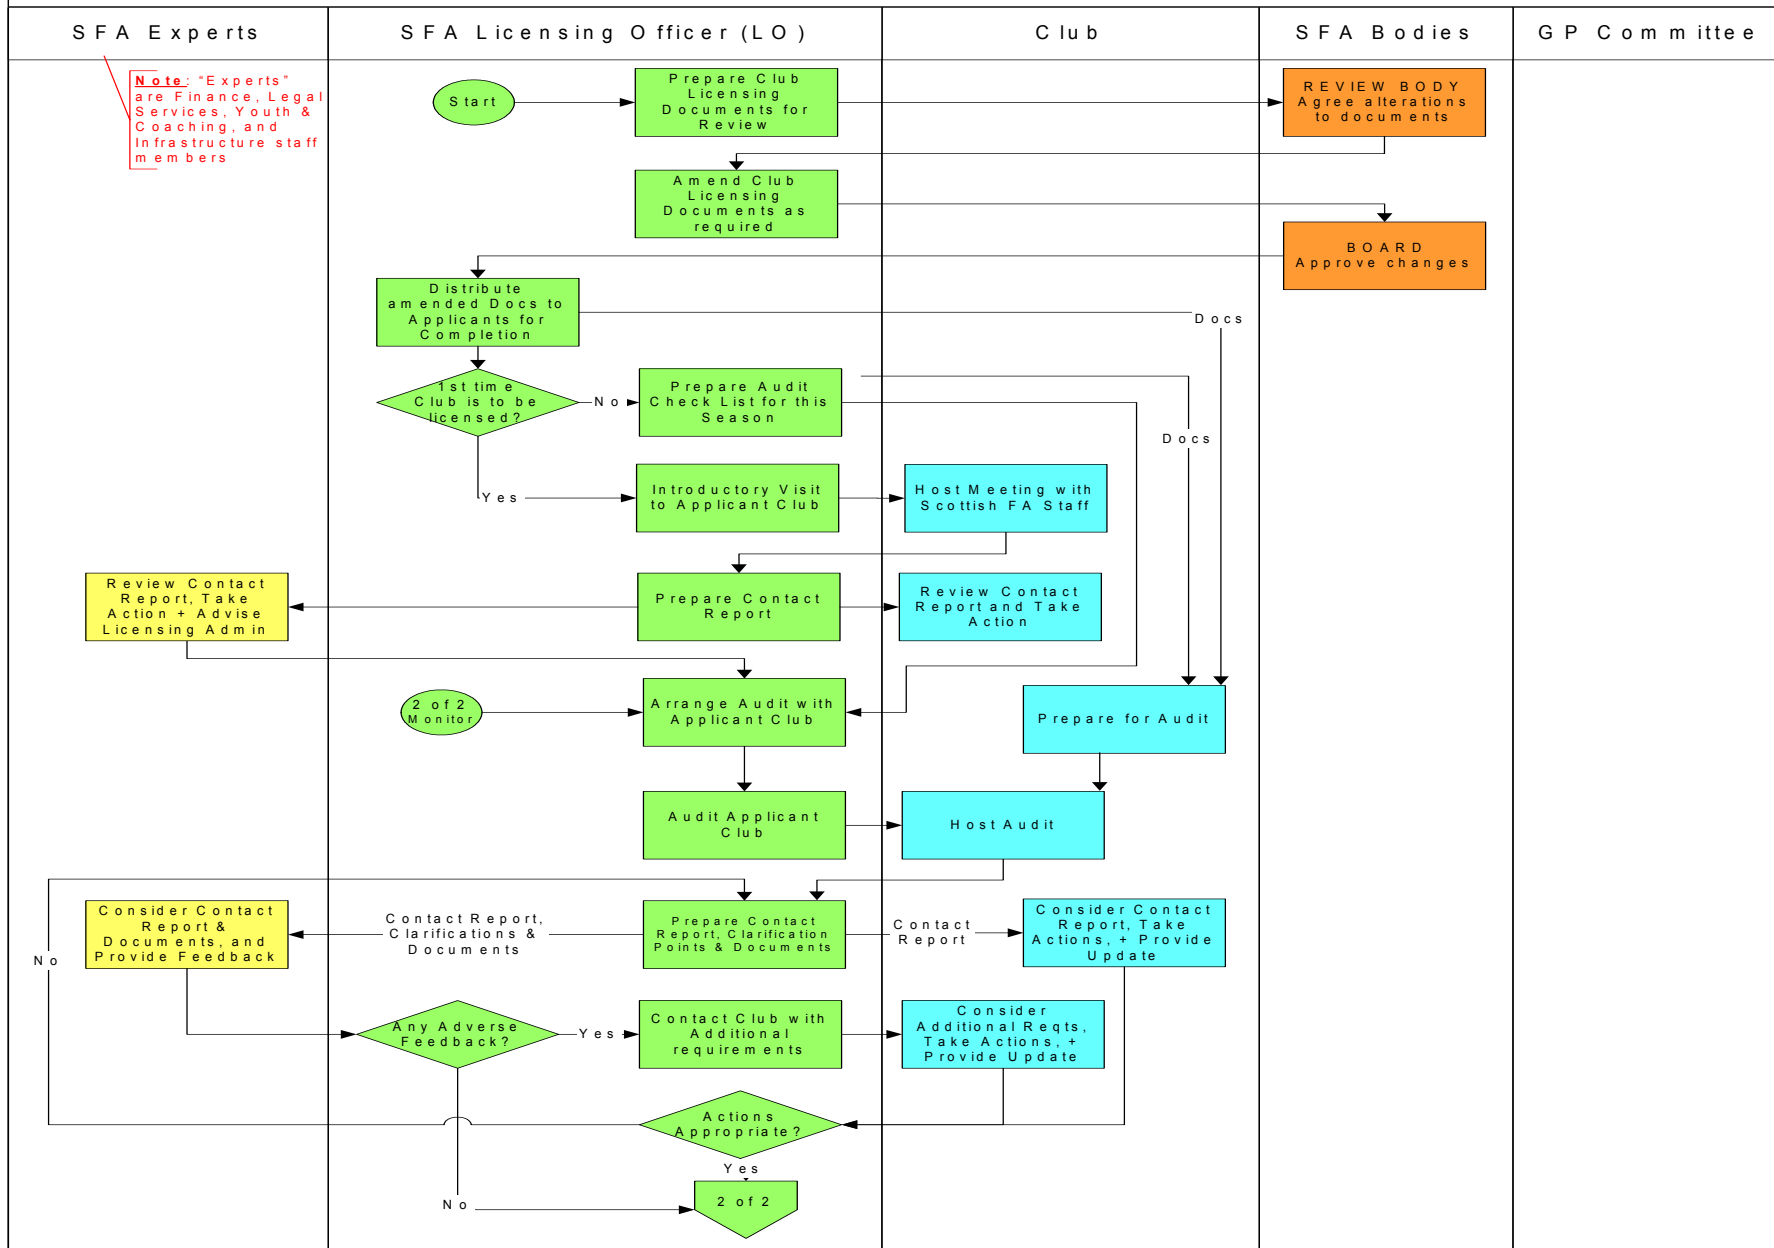 SFA Experts
SFA Licensing Officer (LO)
Club
SFA Bodies
GP Committee
Note: "Experts"
are Finance, Legal
Services, Youth &
Coaching, and
Infrastructure staff
members
Start
Prepare Club
Licensing
Documents for
Review
REVIEW BODY
Agree alterations
to documents
Amend Club
Licensing
Documents as
required
BOARD
Approve changes
Distribute
amended Docs to
Applicants for
Completion
Docs
1st time
Club is to be
licensed?
No
Prepare Audit
Check List for this
Season
Docs
Yes
Introductory Visit
to Applicant Club
Host Meeting with
Scottish FA Staff
Review Contact
Report, Take
Action + Advise
Licensing Admin
Prepare Contact
Report
Review Contact
Report and Take
Action
2 of 2
Monitor
Arrange Audit with
Applicant Club
Prepare for Audit
Audit Applicant
Club
Host Audit
Consider Contact
Report &
Documents, and
Provide Feedback
Contact Report,
Clarifications &
Documents
Prepare Contact
Report, Clarification
Points & Documents
Contact
Report
Consider Contact
Report, Take
Actions, + Provide
Update
No
Any Adverse
Feedback?
Yes
Contact Club with
Additional
requirements
Consider
Additional Reqts,
Take Actions, +
Provide Update
Actions
Appropriate?
Yes
No
2 of 2